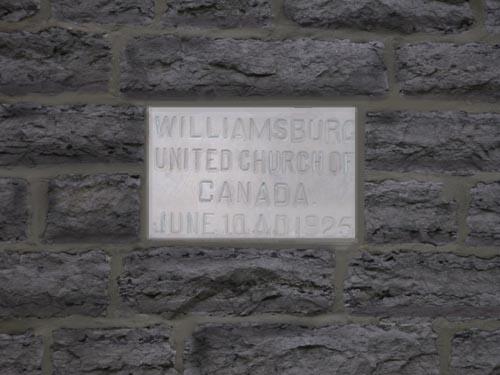 WILLIAMSBURG
UNITED CHURCH OF
CANADA.
JUNE.10.A.D.1925